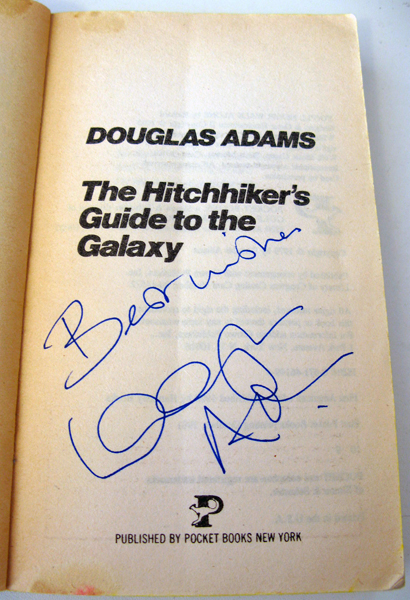 DOUGLAS ADAMS
The Hitchhiker's
Guide to the
Galaxy
Best wishes
P
PUBLISHED BY POCKET BOOKS NEW YORK